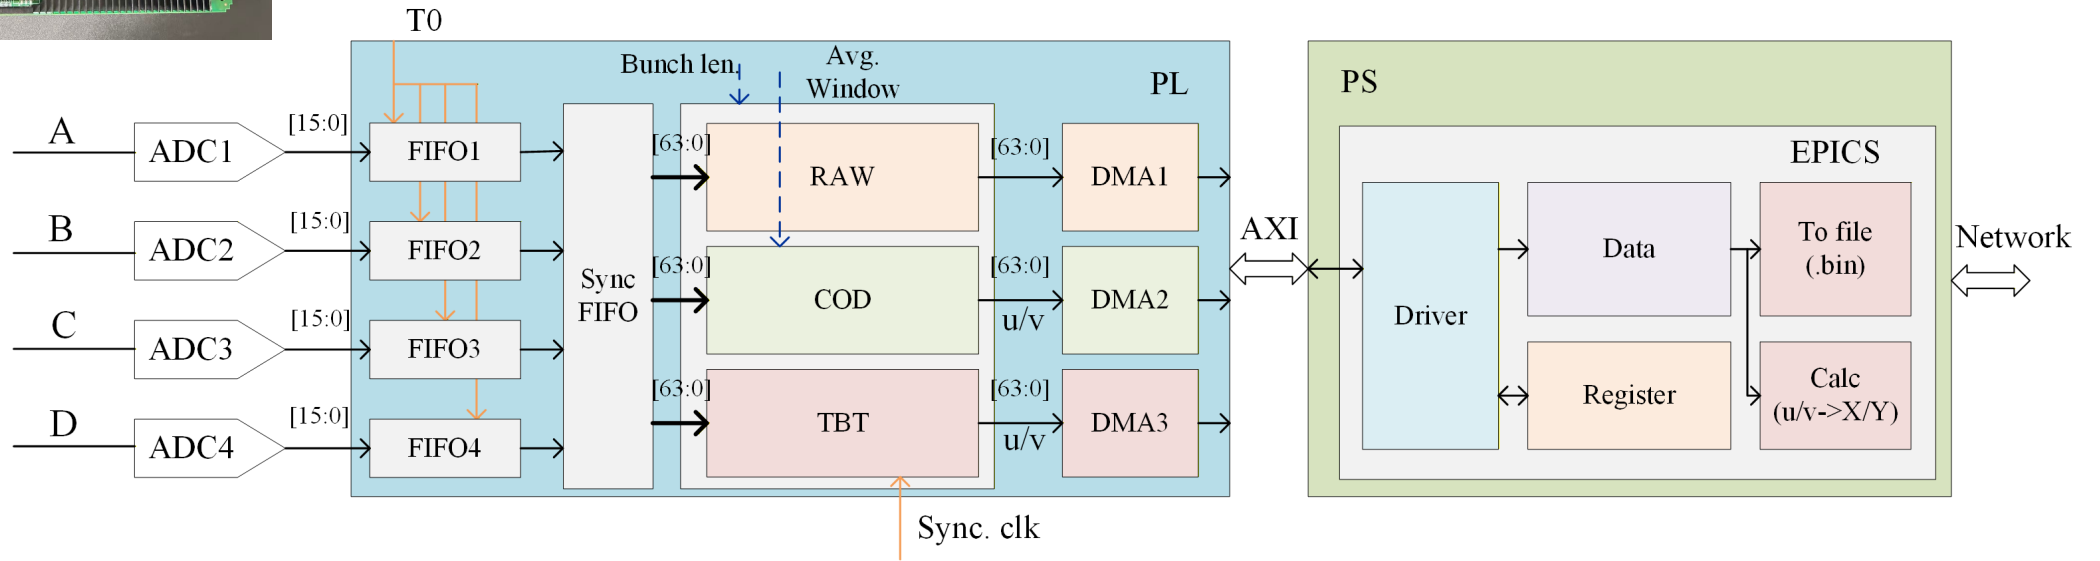 T0
Bunch len.
Avg.
Window
PL
PS
A
ADC1
[15:0]
FIFO1
B
ADC2
[15:0]
FIFO2
C
ADC3
[15:0]
FIFO3
D
ADC4
[15:0]
FIFO4
Sync
FIFO
[63:0]
RAW
[63:0]
DMA1
[63:0]
COD
[63:0]
u/v
DMA2
[63:0]
TBT
[63:0]
u/v
DMA3
Sync. clk
AXI
EPICS
Driver
Data
Register
To file
(.bin)
Calc
(u/v->X/Y)
Network